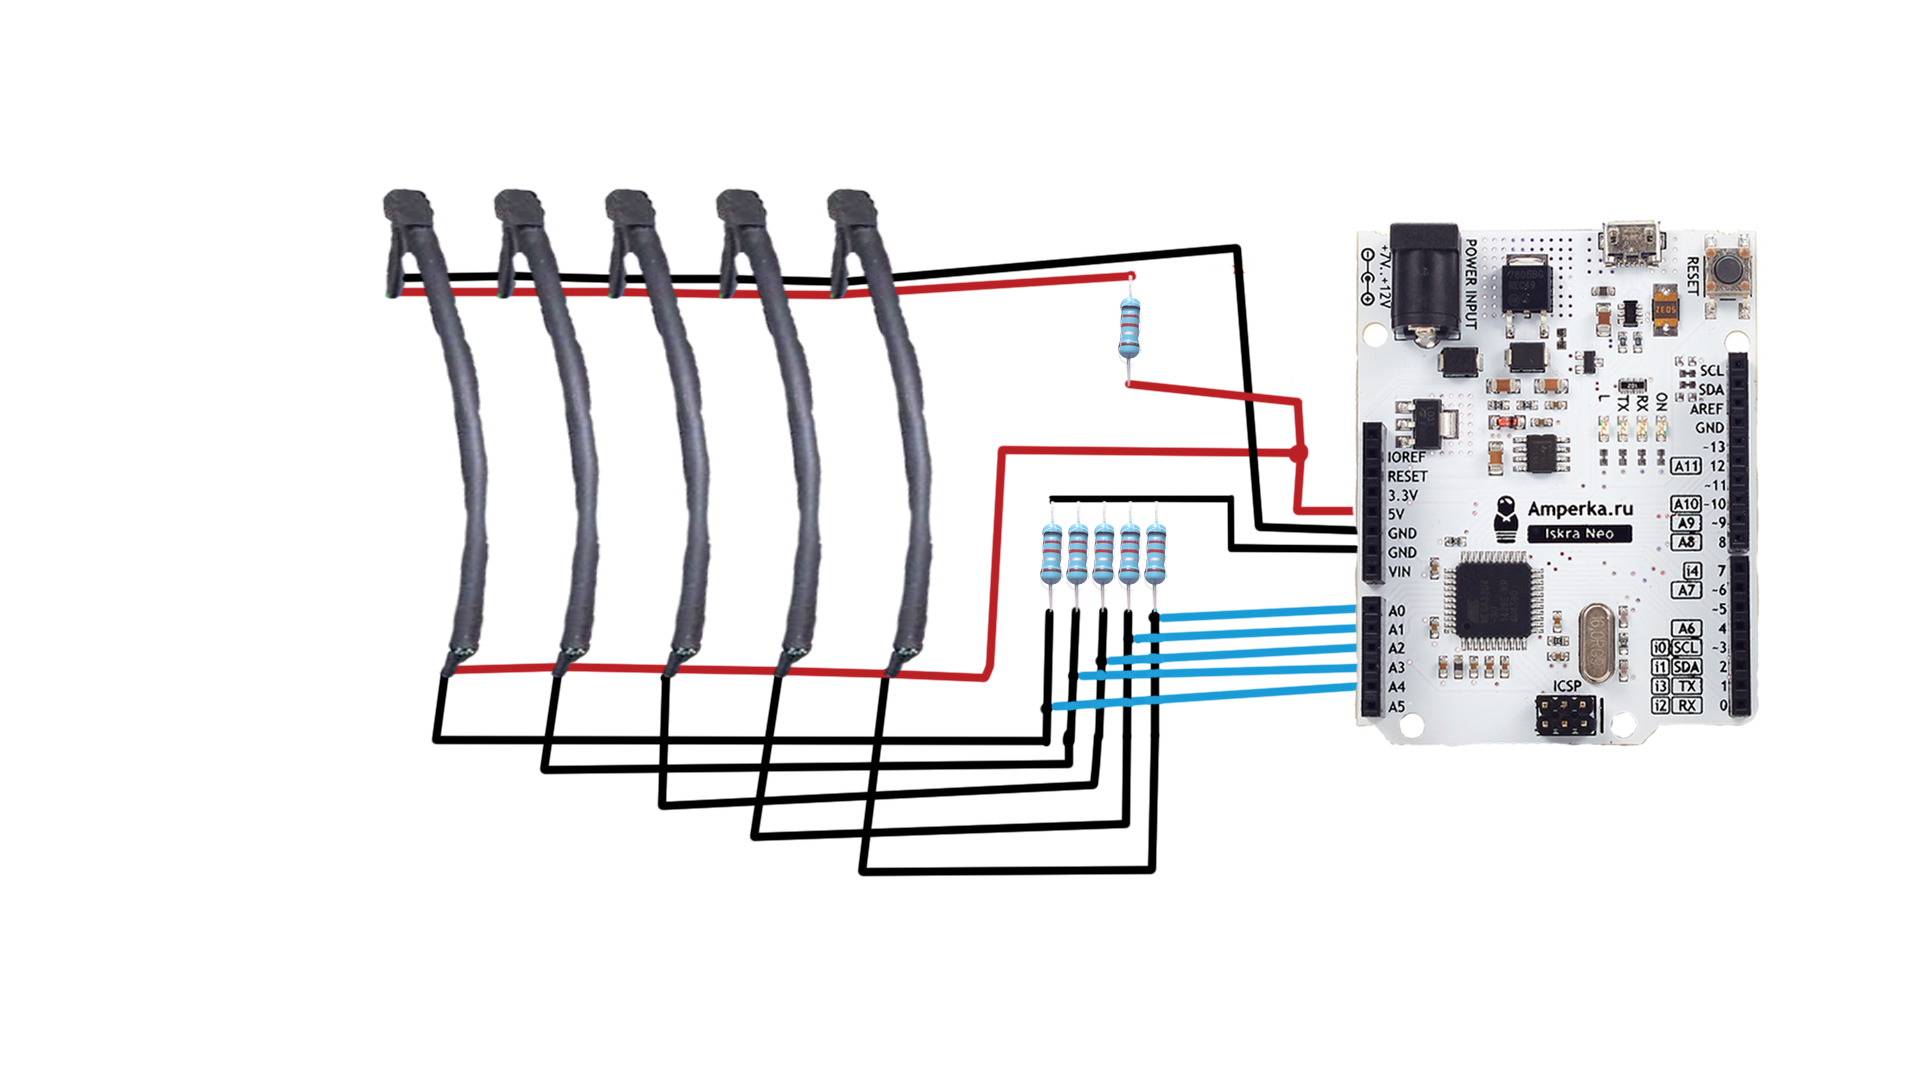 +7V..+12V
POWER INPUT
RESET
SCL
SDA
AREF
GND
~13
A11 12
~11
A10 ~10
A9 ~9
A8 8
i4 7
A7 ~6
~5
A6 4
i0 SCL ~3
i1 SDA 2
i3 TX 1
i2 RX 0
L
TX
RX
ON
IOREF
RESET
3.3V
5V
GND
GND
VIN
A0
A1
A2
A3
A4
A5
Amperka.ru
Iskra Neo
ICSP